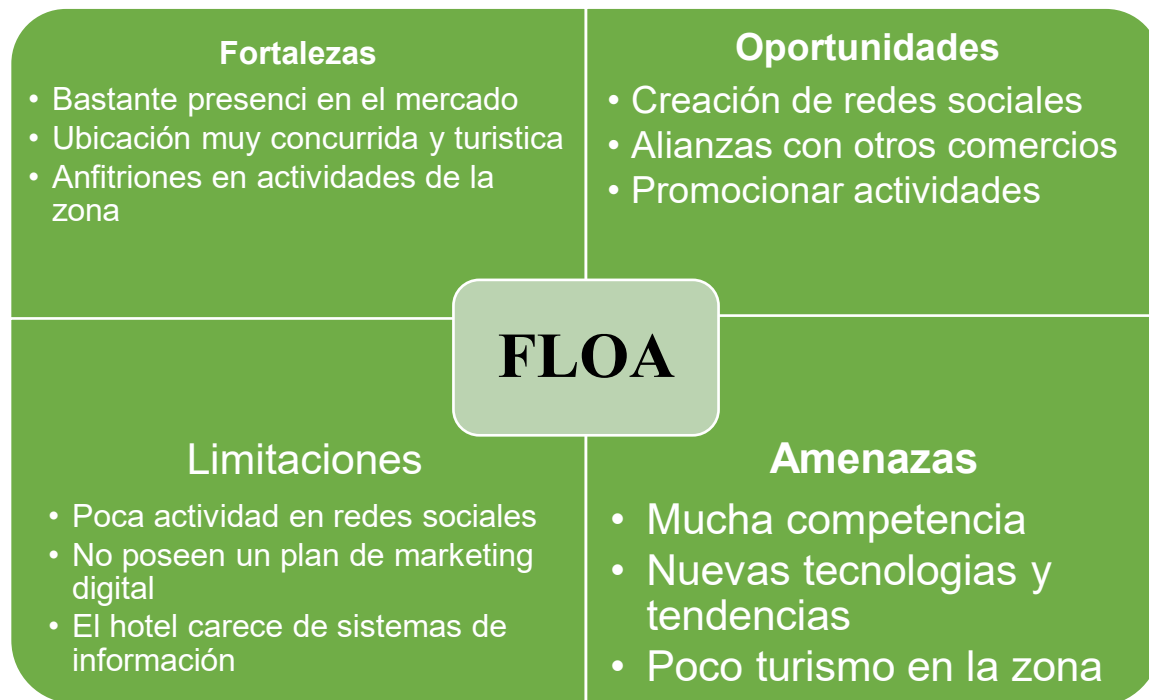 Fortalezas
• Bastante presenci en el mercado
• Ubicación muy concurrida y turistica
• Anfitriones en actividades de la
zona
Oportunidades
• Creación de redes sociales
• Alianzas con otros comercios
• Promocionar actividades
FLOA
Limitaciones
• Poca actividad en redes sociales
• No poseen un plan de marketing
digital
• El hotel carece de sistemas de
información
Amenazas
• Mucha competencia
• Nuevas tecnologias y
tendencias
• Poco turismo en la zona